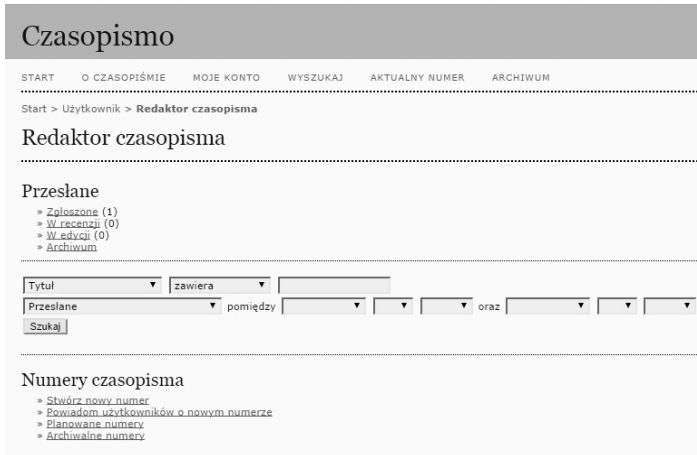 Czasopismo
START O CZASOPIŚMIE MOJE KONTO WYSZUKAJ AKTUALNY NUMER ARCHIWUM
Start > Użytkownik > Redaktor czasopisma
Redaktor czasopisma
Przesłane
» Zgłoszone (1)
» W recenzji (0)
» W edycji (0)
» Archiwum
Tytuł zawiera
Przesłane pomiędzy oraz
Szukaj
Numery czasopisma
» Stwórz nowy numer
» Powiadom użytkowników o nowym numerze
» Planowane numery
» Archiwalne numery